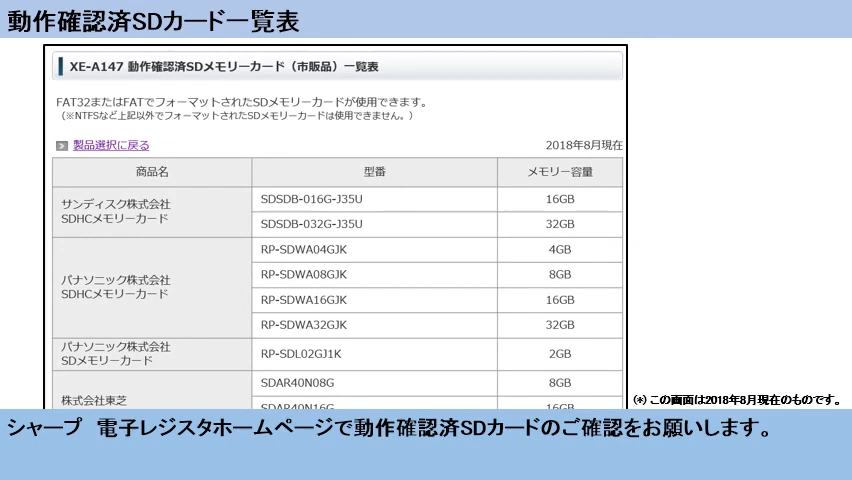 動作確認済SDカード一覧表
XE-A147 動作確認済SDメモリーカード（市販品）一覧表
FAT32またはFATでフォーマットされたSDメモリーカードが使用できます。
（※NTFSなど上記以外でフォーマットされたSDメモリーカードは使用できません。）
製品選択に戻る
2018年8月現在
商品名 型番 メモリー容量
サンディスク株式会社
SDHCメモリーカード
SDSDB-016G-J35U 16GB
SDSDB-032G-J35U 32GB
パナソニック株式会社
SDHCメモリーカード
RP-SDWA04GJK 4GB
RP-SDWA08GJK 8GB
RP-SDWA16GJK 16GB
RP-SDWA32GJK 32GB
パナソニック株式会社
SDメモリーカード
RP-SDL02GJ1K 2GB
株式会社東芝
SDAR40N08G 8GB
SDAR40N16G 16GB
(*) この画面は2018年8月現在のものです。
シャープ 電子レジスタホームページで動作確認済SDカードのご確認をお願いします。